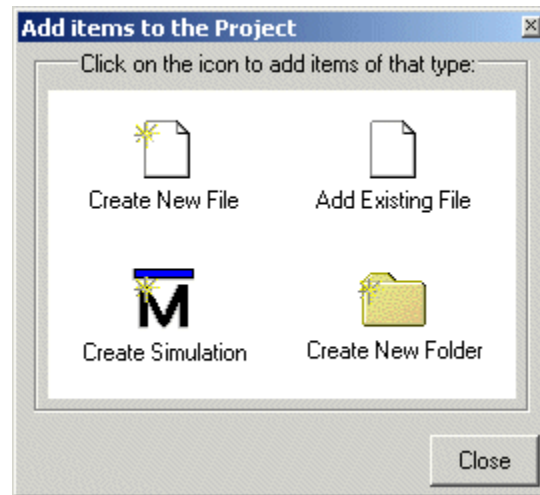 Add items to the Project
Click on the icon to add items of that type:
Create New File
Add Existing File
Create Simulation
Create New Folder
Close